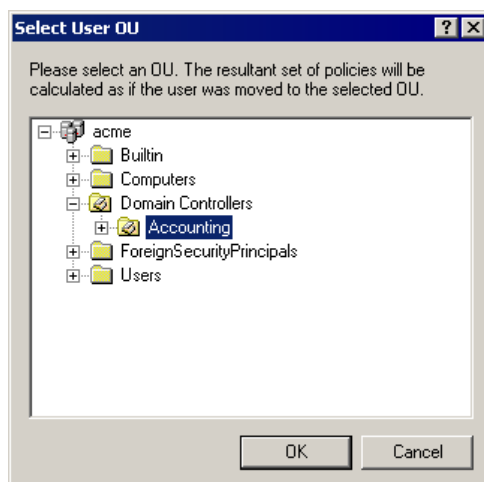 Select User OU
Please select an OU. The resultant set of policies will be
calculated as if the user was moved to the selected OU.
acme
Builtin
Computers
Domain Controllers
Accounting
ForeignSecurityPrincipals
Users
OK Cancel